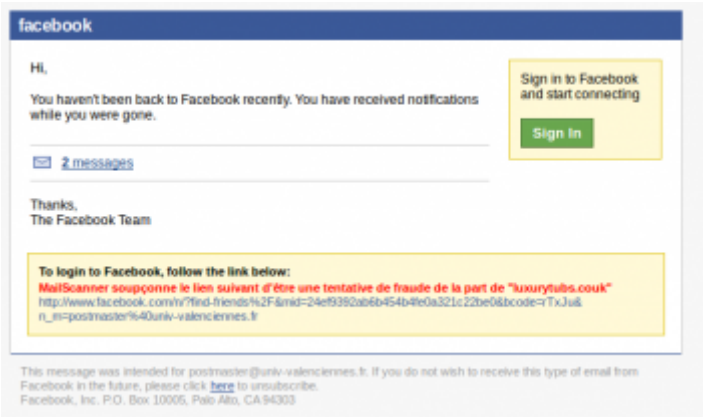 facebook
Hi,
You haven't been back to Facebook recently. You have received notifications
while you were gone.
2 messages
Thanks,
The Facebook Team
Sign in to Facebook
and start connecting
Sign In
To login to Facebook, follow the link below:
MailScanner soupçonne le lien suivant d'être une tentative de fraude de la part de "luxurytubs.couk"
http://www.facebook.com/n/?find-friends%2F&mid=24ef9392ab6b454b4fe0a321c22be0&bcode=rTxJu&
n_m=postmaster%40univ-valenciennes.fr
This message was intended for postmaster@univ-valenciennes.fr. If you do not wish to receive this type of email from
Facebook in the future, please click here to unsubscribe.
Facebook, Inc. P.O. Box 10005, Palo Alto, CA 94303